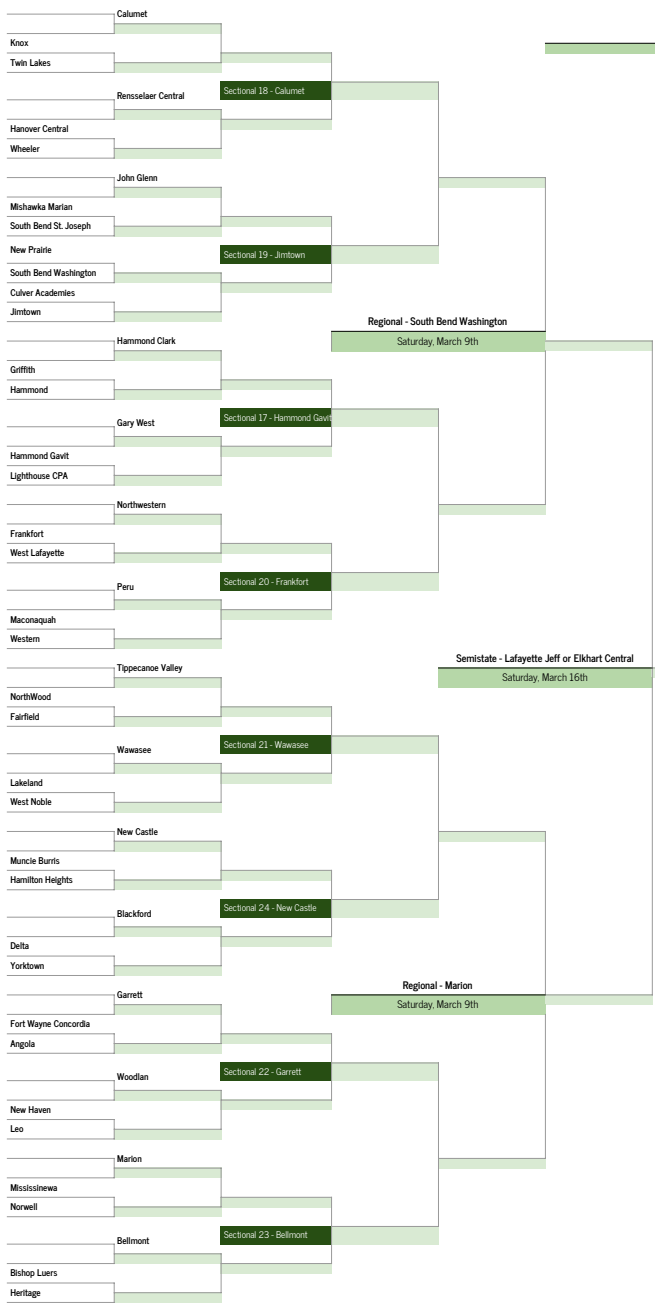 Calumet
Knox
Twin Lakes
Sectional 18 - Calumet
Rensselaer Central
Hanover Central
Wheeler
John Glenn
Mishawka Marian
South Bend St. Joseph
New Prairie
Sectional 19 - Jimtown
South Bend Washington
Culver Academies
Jimtown
Regional - South Bend Washington
Saturday, March 9th
Hammond Clark
Griffith
Hammond
Sectional 17 - Hammond Gavit
Gary West
Hammond Gavit
Lighthouse CPA
Northwestern
Frankfort
West Lafayette
Sectional 20 - Frankfort
Peru
Maconaquah
Western
Semistate - Lafayette Jeff or Elkhart Central
Saturday, March 16th
Tippecanoe Valley
NorthWood
Fairfield
Sectional 21 - Wawasee
Wawasee
Lakeland
West Noble
New Castle
Muncie Burris
Hamilton Heights
Sectional 24 - New Castle
Blackford
Delta
Yorktown
Regional - Marion
Saturday, March 9th
Garrett
Fort Wayne Concordia
Angola
Sectional 22 - Garrett
Woodlan
New Haven
Leo
Marion
Mississinewa
Norwell
Sectional 23 - Bellmont
Bellmont
Bishop Luers
Heritage